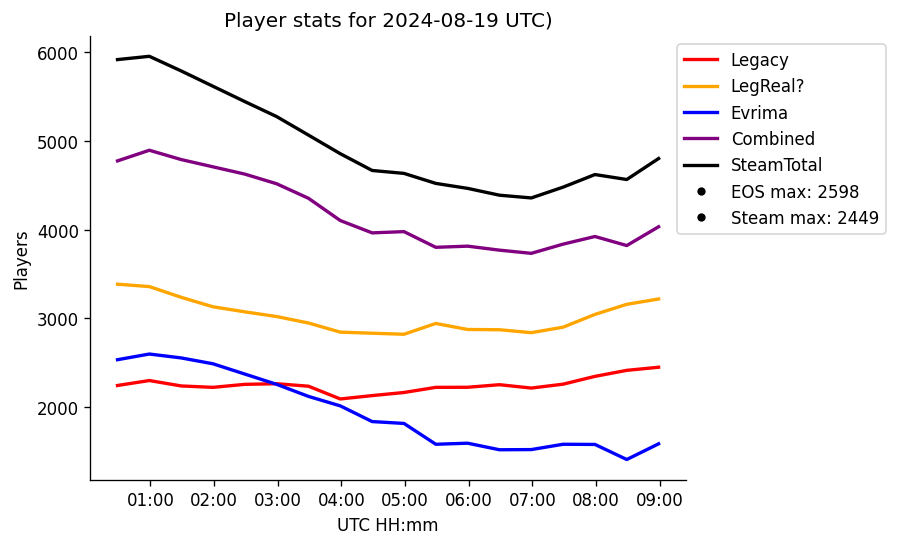 Player stats for 2024-08-19 UTC)
6000
5000
4000
3000
2000
Players
01:00 02:00 03:00 04:00 05:00 06:00 07:00 08:00 09:00
UTC HH:mm
Legacy
LegReal?
Evrima
Combined
SteamTotal
EOS max: 2598
Steam max: 2449